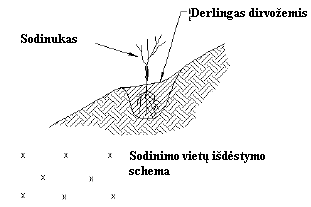 Derlingas dirvožemis
Sodinukas
Sodinimo vietų išdėstymo
schema
x x x
x x
x x x